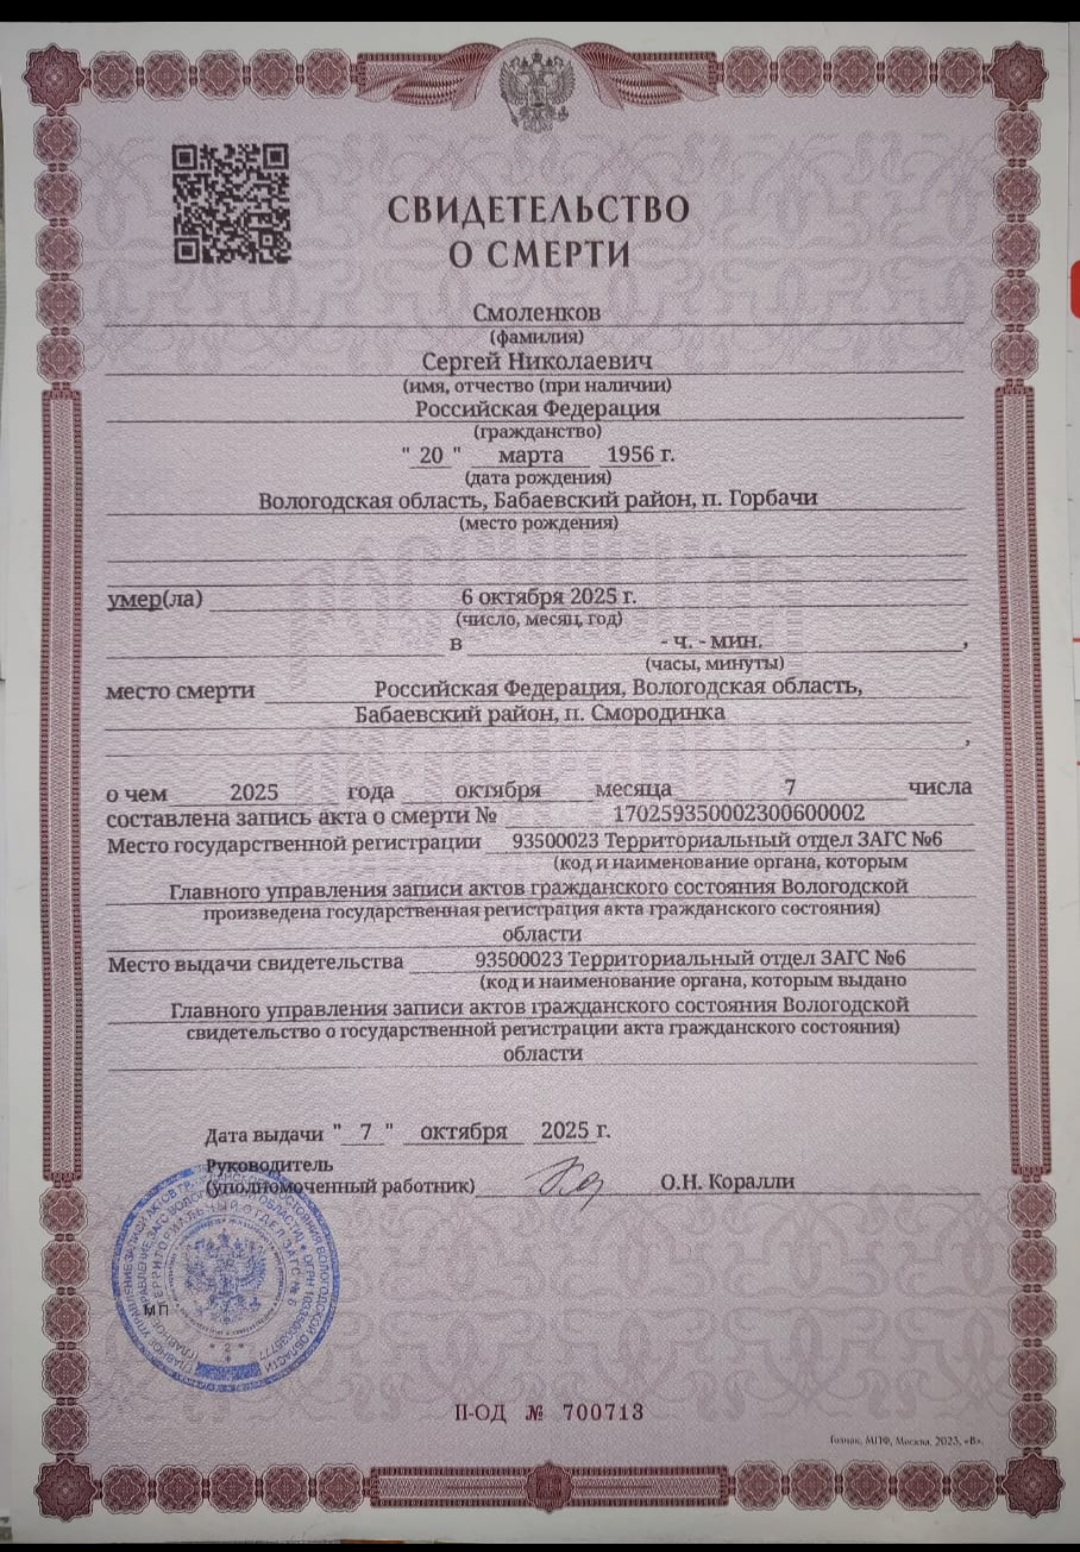 СВИДЕТЕЛЬСТВО
О СМЕРТИ
Смоленков
(фамилия)
Сергей Николаевич
(имя, отчество (при наличии)
Российская Федерация
(гражданство)
" 20 " марта 1956 г.
(дата рождения)
Вологодская область, Бабаевский район, п. Горбачи
(место рождения)
умер(ла) 6 октября 2025 г.
(число, месяц, год)
в - ч. - мин. ,
(часы, минуты)
место смерти Российская Федерация, Вологодская область,
Бабаевский район, п. Смородинка
,
о чем 2025 года октября месяца 7 числа
составлена запись акта о смерти № 170259350002300600002
Место государственной регистрации 93500023 Территориальный отдел ЗАГС №6
(код и наименование органа, которым
Главного управления записи актов гражданского состояния Вологодской
произведена государственная регистрация акта гражданского состояния)
области
Место выдачи свидетельства 93500023 Территориальный отдел ЗАГС №6
(код и наименование органа, которым выдано
Главного управления записи актов гражданского состояния Вологодской
свидетельство о государственной регистрации акта гражданского состояния)
области
Дата выдачи " 7 " октября 2025 г.
Руководитель
(уполномоченный работник) О.Н. Коралли
МП
II-ОД № 700713
Гознак, МПФ, Москва, 2023, «В».